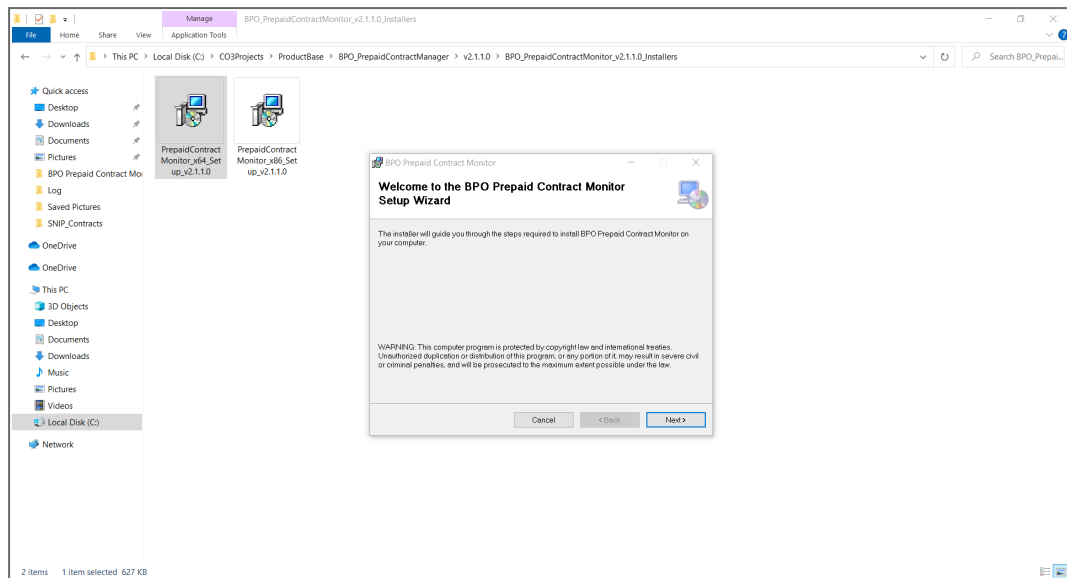 Manage
BPO_PrepaidContractMonitor_v2.1.1.0_Installers
File
Home
Share
View
Application Tools
This PC > Local Disk (C:) > CO3Projects > ProductBase > BPO_PrepaidContractManager > v2.1.1.0 > BPO_PrepaidContractMonitor_v2.1.1.0_Installers
Search BPO_Prepai...
Quick access
Desktop
Downloads
Documents
Pictures
BPO Prepaid Contract Mo
Log
Saved Pictures
SNIP_Contracts
OneDrive
OneDrive
This PC
3D Objects
Desktop
Documents
Downloads
Music
Pictures
Videos
Local Disk (C:)
Network
PrepaidContract
Monitor_x64_Set
up_v2.1.1.0
PrepaidContract
Monitor_x86_Set
up_v2.1.1.0
BPO Prepaid Contract Monitor
Welcome to the BPO Prepaid Contract Monitor
Setup Wizard
The installer will guide you through the steps required to install BPO Prepaid Contract Monitor on
your computer.
WARNING: This computer program is protected by copyright law and international treaties.
Unauthorized duplication or distribution of this program, or any portion of it, may result in severe civil
or criminal penalties, and will be prosecuted to the maximum extent possible under the law.
Cancel
< Back
Next >
2 items
1 item selected 627 KB